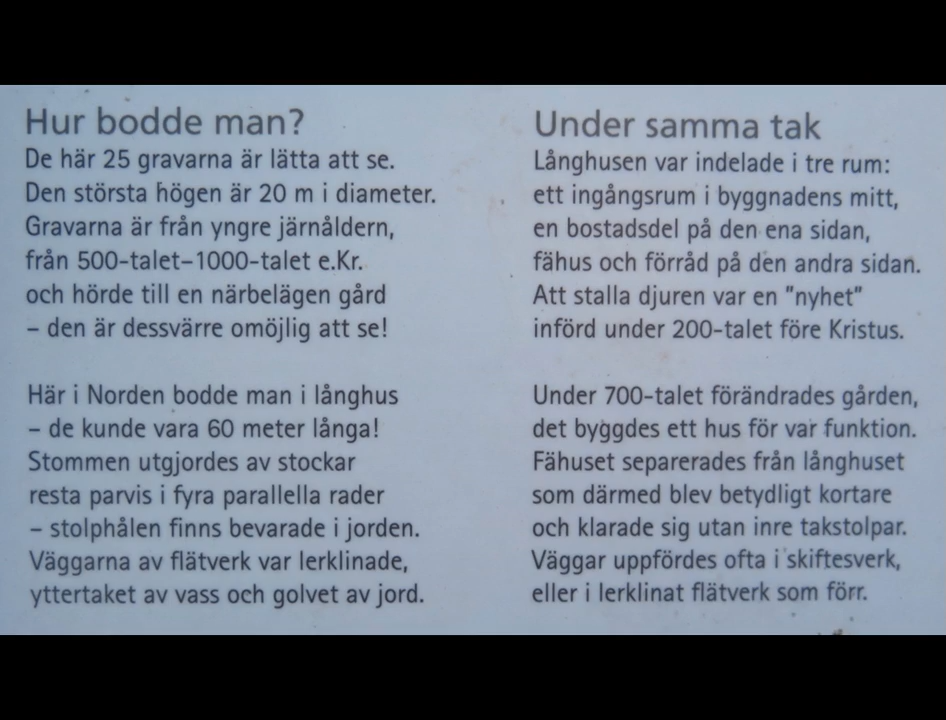 Hur bodde man?
De här 25 gravarna är lätta att se.
Den största högen är 20 m i diameter.
Gravarna är från yngre järnåldern,
från 500-talet–1000-talet e.Kr.
och hörde till en närbelägen gård
– den är dessvärre omöjlig att se!
Här i Norden bodde man i långhus
– de kunde vara 60 meter långa!
Stommen utgjordes av stockar
resta parvis i fyra parallella rader
– stolphålen finns bevarade i jorden.
Väggarna av flätverk var lerklinade,
yttertaket av vass och golvet av jord.
Under samma tak
Långhusen var indelade i tre rum:
ett ingångsrum i byggnadens mitt,
en bostadsdel på den ena sidan,
fähus och förråd på den andra sidan.
Att stalla djuren var en ”nyhet”
införd under 200-talet före Kristus.
Under 700-talet förändrades gården,
det byggdes ett hus för var funktion.
Fähuset separerades från långhuset
som därmed blev betydligt kortare
och klarade sig utan inre takstolpar.
Väggar uppfördes ofta i skiftesverk,
eller i lerklinat flätverk som förr.